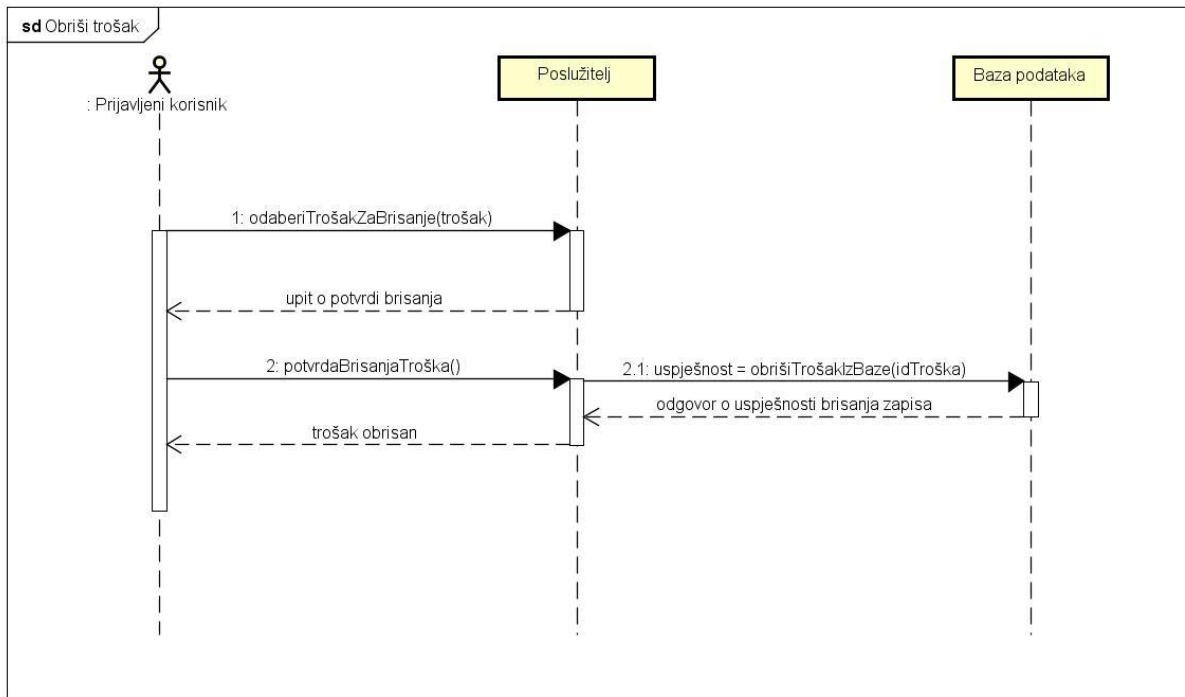 sd Obriši trošak
: Prijavljeni korisnik
Poslužitelj
Baza podataka
1: odaberiTrošakZaBrisanje(trošak)
upit o potvrdi brisanja
2: potvrdaBrisanjaTroška()
2.1: uspješnost = obrišiTrošakIzBaze(idTroška)
odgovor o uspješnosti brisanja zapisa
trošak obrisan